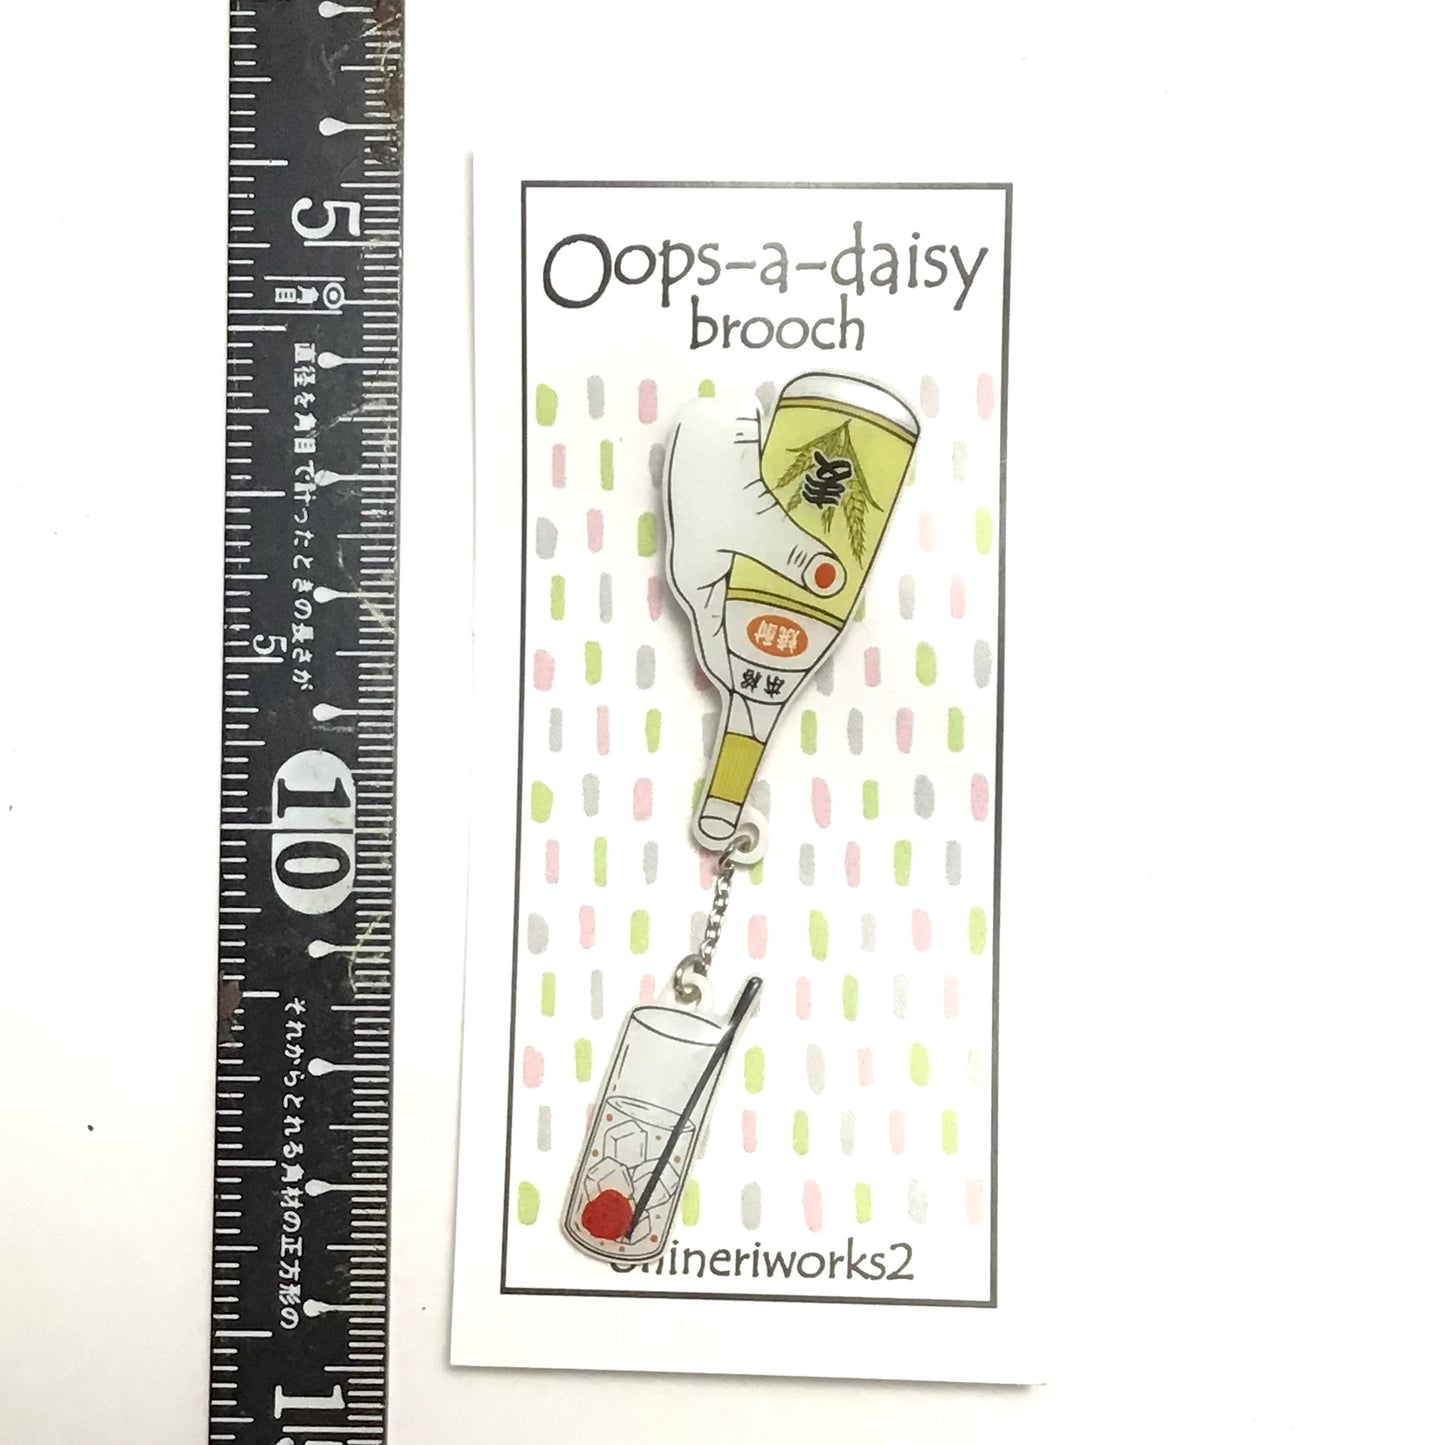 Oops-a-daisy
brooch
麦
焼酎
本格
5
角目
直径を角目で計ったときの長さが
5
10
それからとれる角材の正方形の